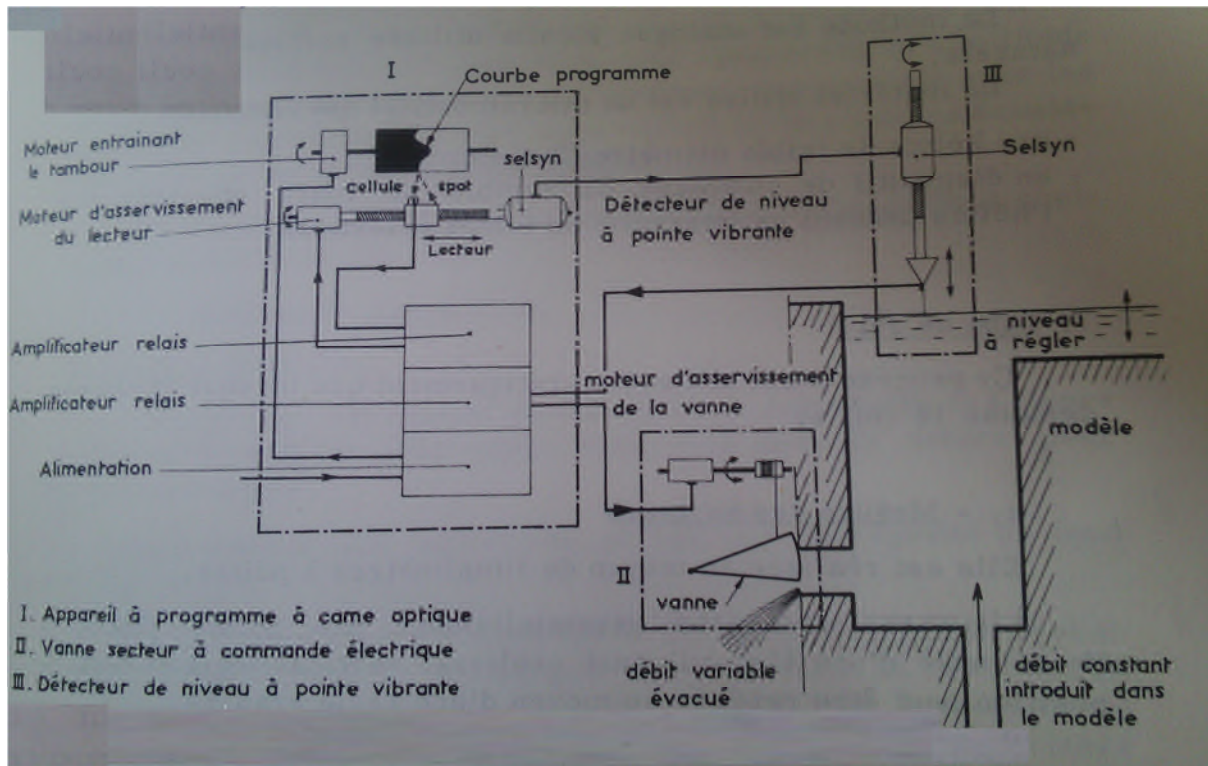 I
Courbe programme
III
Moteur entrainant
le tambour
selsyn
Selsyn
Cellule
spot
Moteur d'asservissement
du lecteur
Détecteur de niveau
à pointe vibrante
Lecteur
niveau
à régler
Amplificateur relais
moteur d'asservissement
de la vanne
Amplificateur relais
modèle
Alimentation
II
vanne
I. Appareil à programme à came optique
II. Vanne secteur à commande électrique
III. Détecteur de niveau à pointe vibrante
débit variable
évacué
débit constant
introduit dans
le modèle